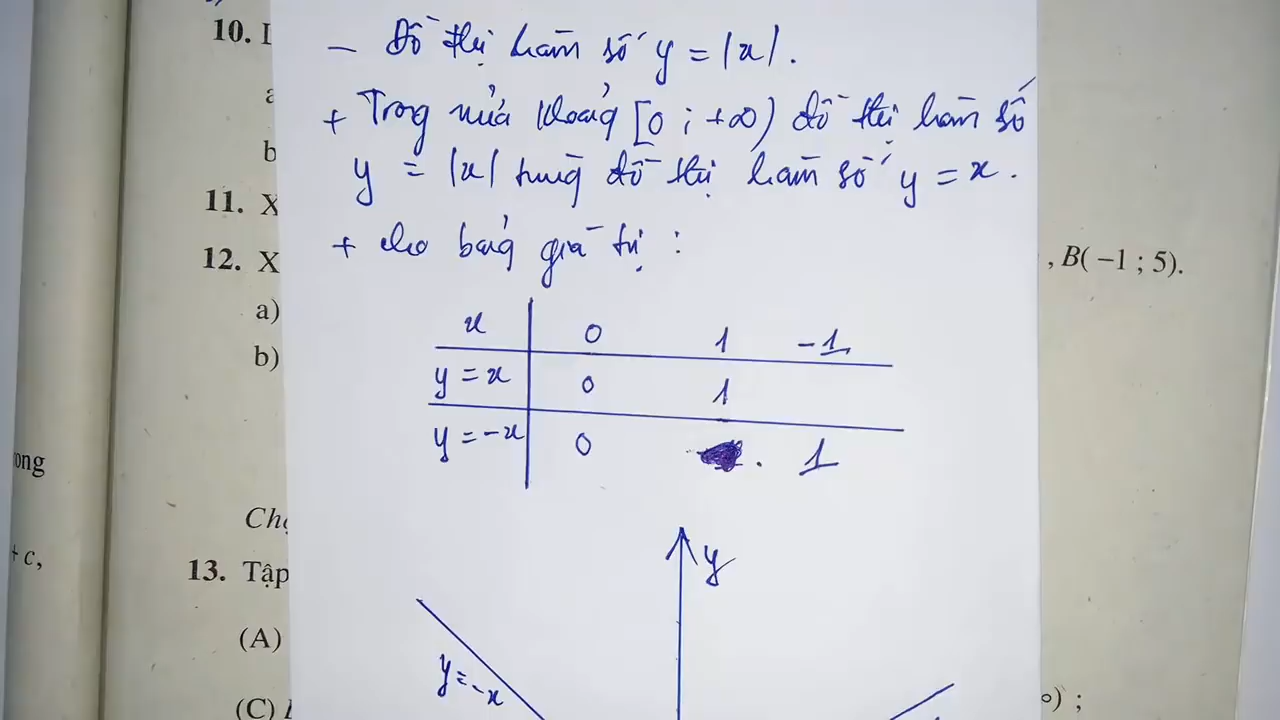 10.
– Đồ thị hàm số y = |x|.
+ Trong nửa khoảng [0 ; +∞) đồ thị hàm số
y = |x| trùng đồ thị hàm số y = x.
11. X
+ cho bảng giá trị :
12. X
, B( –1 ; 5).
a)
b)
x 0 1 -1
y = x 0 1
y = -x 0 . 1
ong
+ c,
13. Tập
(A)
(C)
y
y = -x
) ;